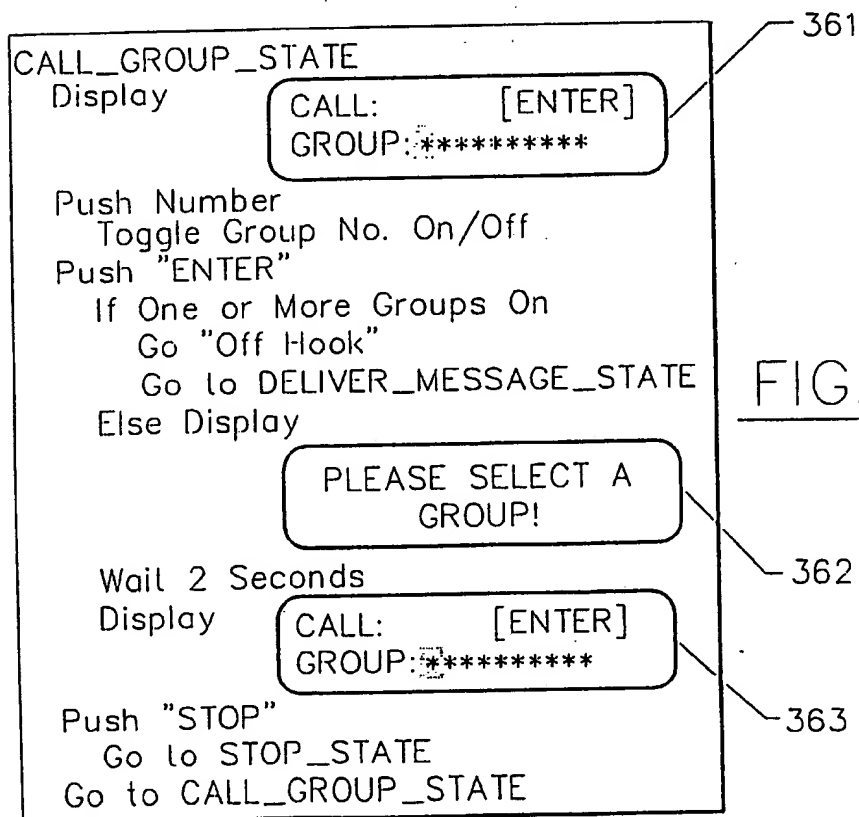 361
CALL_GROUP_STATE
Display
CALL: [ENTER]
GROUP:**********
Push Number
Toggle Group No. On/Off
Push "ENTER"
If One or More Groups On
Go "Off Hook"
Go to DELIVER_MESSAGE_STATE
FIG.
Else Display
PLEASE SELECT A
GROUP!
362
Wait 2 Seconds
Display
CALL: [ENTER]
GROUP:**********
363
Push "STOP"
Go to STOP_STATE
Go to CALL_GROUP_STATE